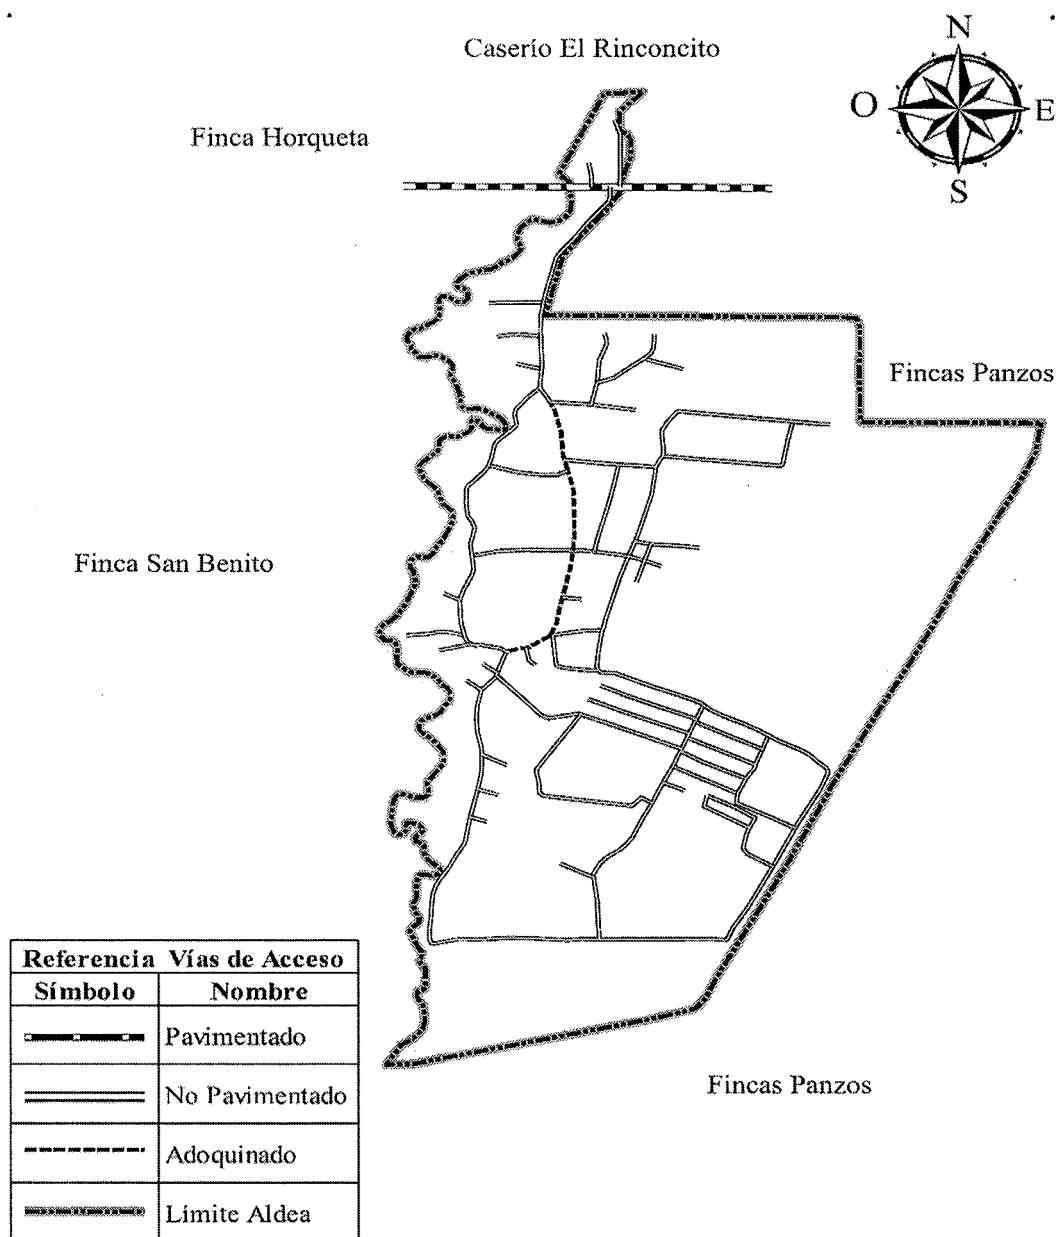 N
Caserío El Rinconcito
O
E
Finca Horqueta
S
Fincas Panzos
Finca San Benito
Referencia Vías de Acceso
Símbolo Nombre
Pavimentado
No Pavimentado
Adoquinado
Límite Aldea
Fincas Panzos